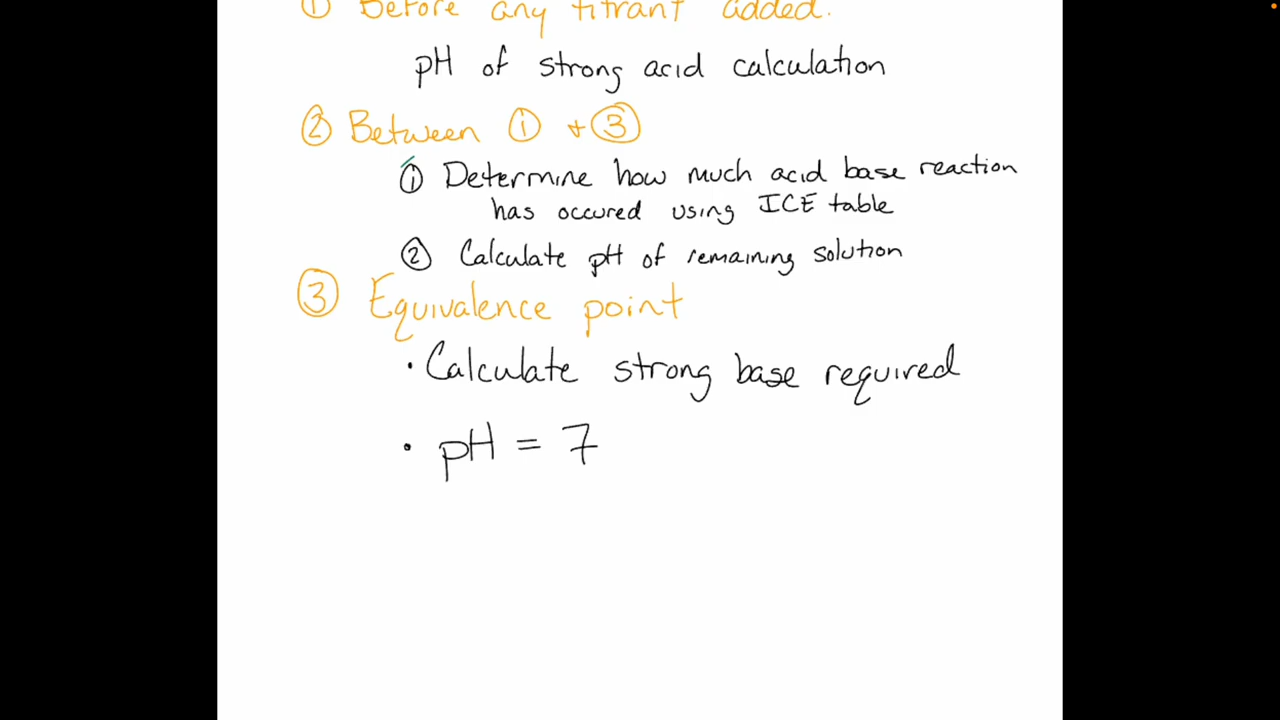 ① Before any titrant added.
pH of strong acid calculation
② Between ① + ③
① Determine how much acid base reaction
has occured using ICE table
② Calculate pH of remaining solution
③ Equivalence point
• Calculate strong base required
• pH = 7